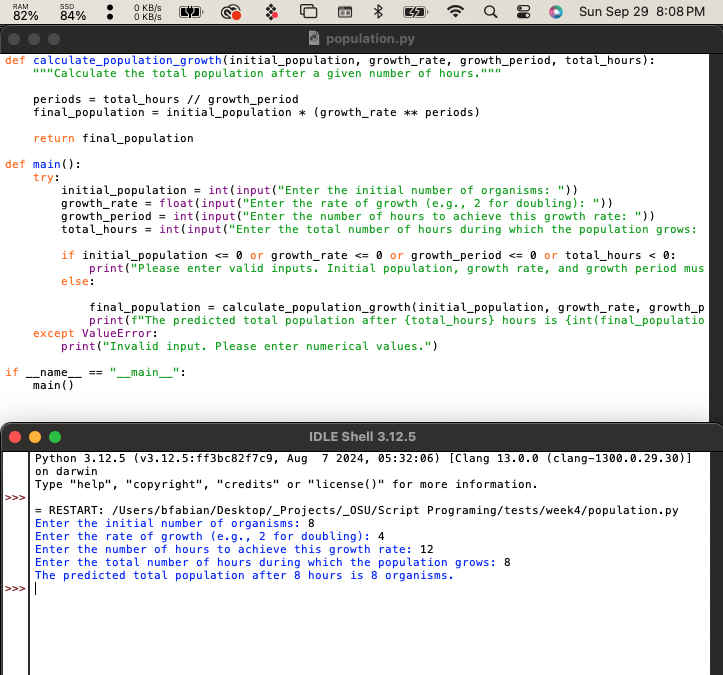 RAM 82% SSD 84% 0 KB/s 0 KB/s Sun Sep 29 8:08 PM
population.py
def calculate_population_growth(initial_population, growth_rate, growth_period, total_hours):
    """Calculate the total population after a given number of hours."""
    periods = total_hours // growth_period
    final_population = initial_population * (growth_rate ** periods)
    return final_population
def main():
    try:
        initial_population = int(input("Enter the initial number of organisms: "))
        growth_rate = float(input("Enter the rate of growth (e.g., 2 for doubling): "))
        growth_period = int(input("Enter the number of hours to achieve this growth rate: "))
        total_hours = int(input("Enter the total number of hours during which the population grows:
        if initial_population <= 0 or growth_rate <= 0 or growth_period <= 0 or total_hours < 0:
            print("Please enter valid inputs. Initial population, growth rate, and growth period mus
        else:
            final_population = calculate_population_growth(initial_population, growth_rate, growth_p
            print(f"The predicted total population after {total_hours} hours is {int(final_populatio
    except ValueError:
        print("Invalid input. Please enter numerical values.")
if __name__ == "__main__":
    main()
IDLE Shell 3.12.5
Python 3.12.5 (v3.12.5:ff3bc82f7c9, Aug  7 2024, 05:32:06) [Clang 13.0.0 (clang-1300.0.29.30)]
on darwin
Type "help", "copyright", "credits" or "license()" for more information.
>>>
= RESTART: /Users/bfabian/Desktop/_Projects/_OSU/Script Programing/tests/week4/population.py
Enter the initial number of organisms: 8
Enter the rate of growth (e.g., 2 for doubling): 4
Enter the number of hours to achieve this growth rate: 12
Enter the total number of hours during which the population grows: 8
The predicted total population after 8 hours is 8 organisms.
>>>